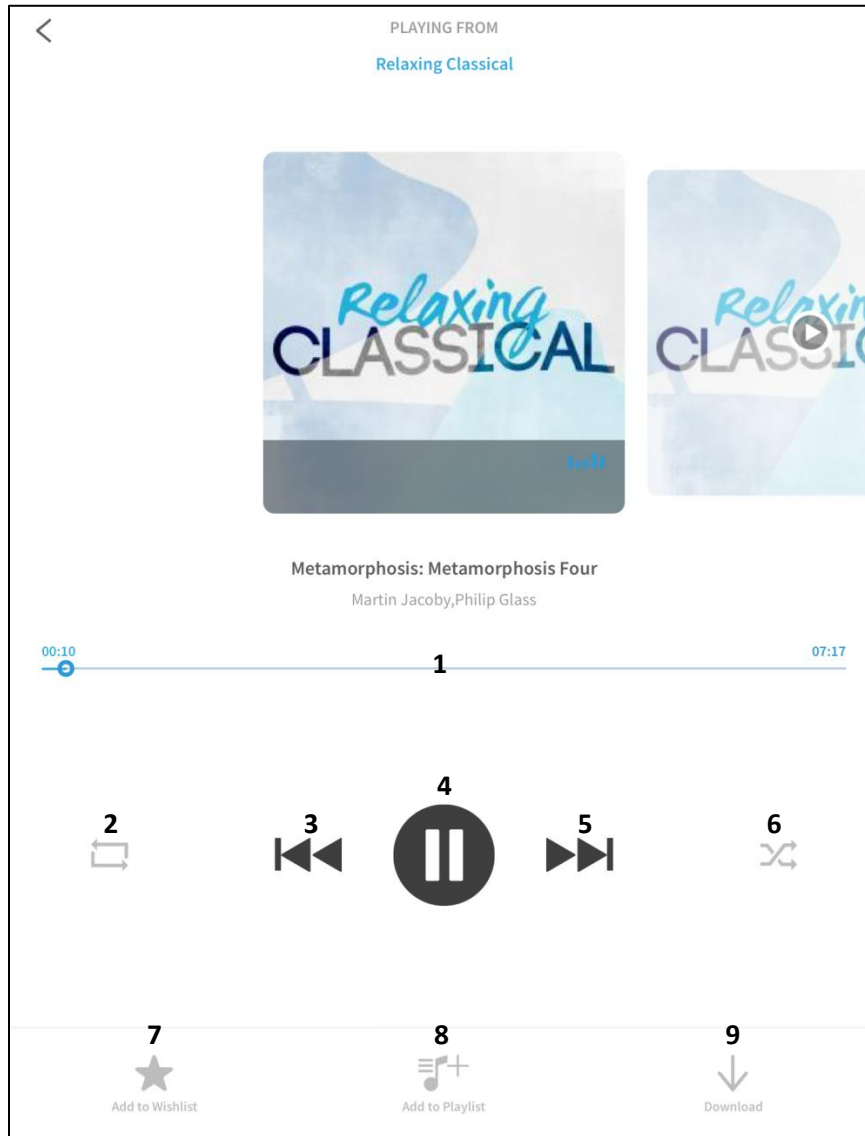 PLAYING FROM
Relaxing Classical
Relaxing
CLASSICAL
Relaxin
CLASSIC
Metamorphosis: Metamorphosis Four
Martin Jacoby,Philip Glass
00:10
1
07:17
4
2
3
5
6
7
8
9
Add to Wishlist
Add to Playlist
Download